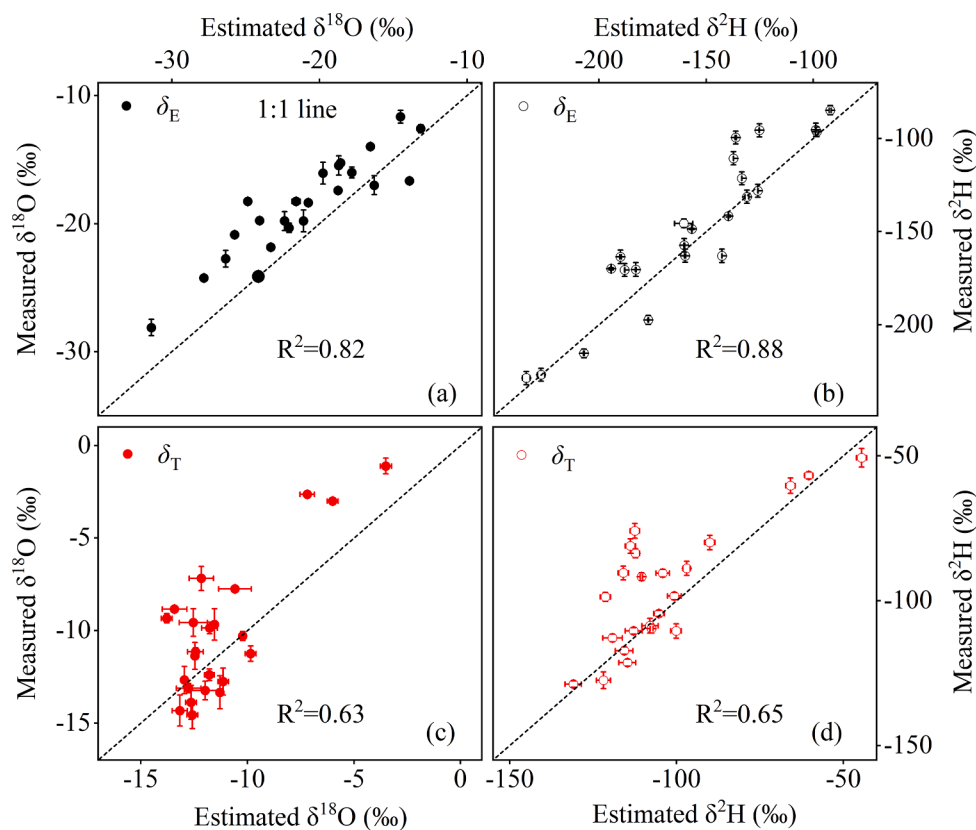 Estimated δ¹⁸O (‰)
Estimated δ²H (‰)
-30 -20 -10
-200 -150 -100
-10
-20
-30
Measured δ¹⁸O (‰)
δE
1:1 line
R²=0.82
(a)
δE
R²=0.88
(b)
-100
-150
-200
Measured δ²H (‰)
0
-5
-10
-15
Measured δ¹⁸O (‰)
δT
R²=0.63
(c)
δT
R²=0.65
(d)
-50
-100
-150
Measured δ²H (‰)
-15 -10 -5 0
-150 -100 -50
Estimated δ¹⁸O (‰)
Estimated δ²H (‰)